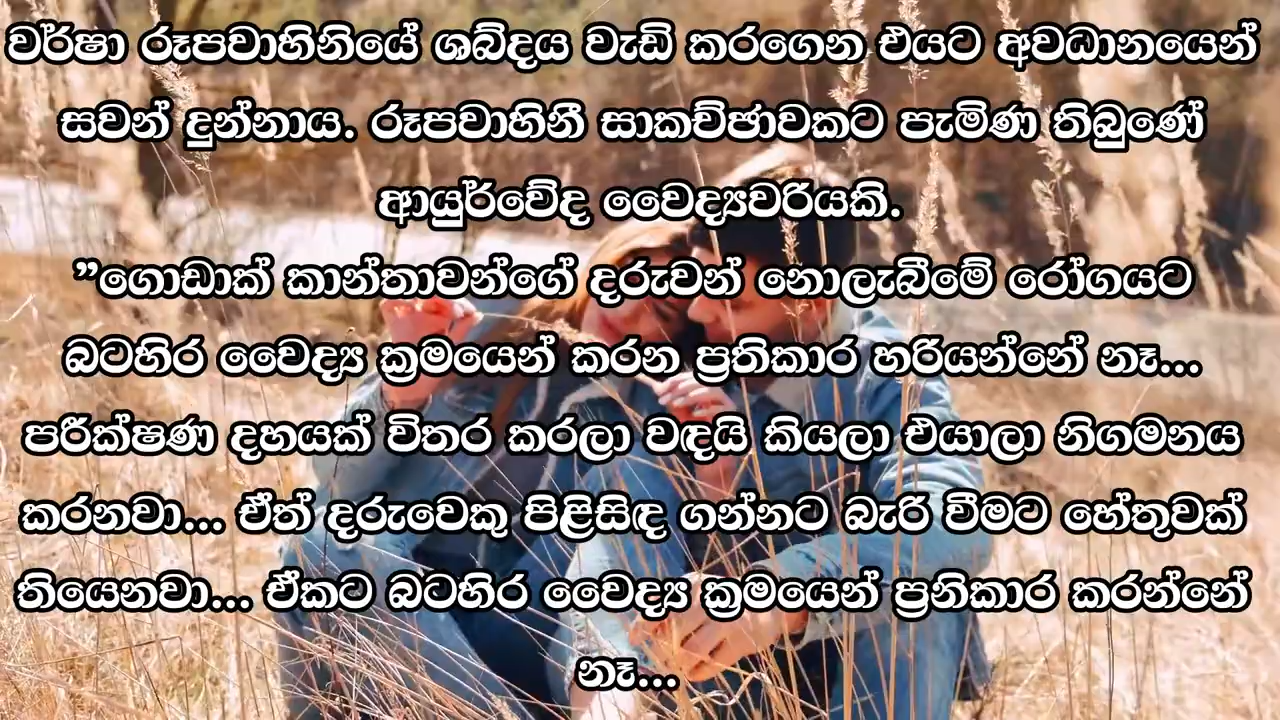 වර්ෂා රූපවාහිනියේ ශබ්දය වැඩි කරගෙන එයට අවධානයෙන්
සවන් දුන්නාය. රූපවාහිනී සාකච්ඡාවකට පැමිණ තිබුණේ
ආයුර්වේද වෛද්‍යවරියකි.
”ගොඩාක් කාන්තාවන්ගේ දරුවන් නොලැබීමේ රෝගයට
බටහිර වෛද්‍ය ක්‍රමයෙන් කරන ප්‍රතිකාර හරියන්නේ නෑ...
පරීක්ෂණ දහයක් විතර කරලා වඳයි කියලා එයාලා නිගමනය
කරනවා... ඒත් දරුවෙකු පිළිසිඳ ගන්නට බැරි වීමට හේතුවක්
තියෙනවා... ඒකට බටහිර වෛද්‍ය ක්‍රමයෙන් ප්‍රනිකාර කරන්නේ
නෑ...